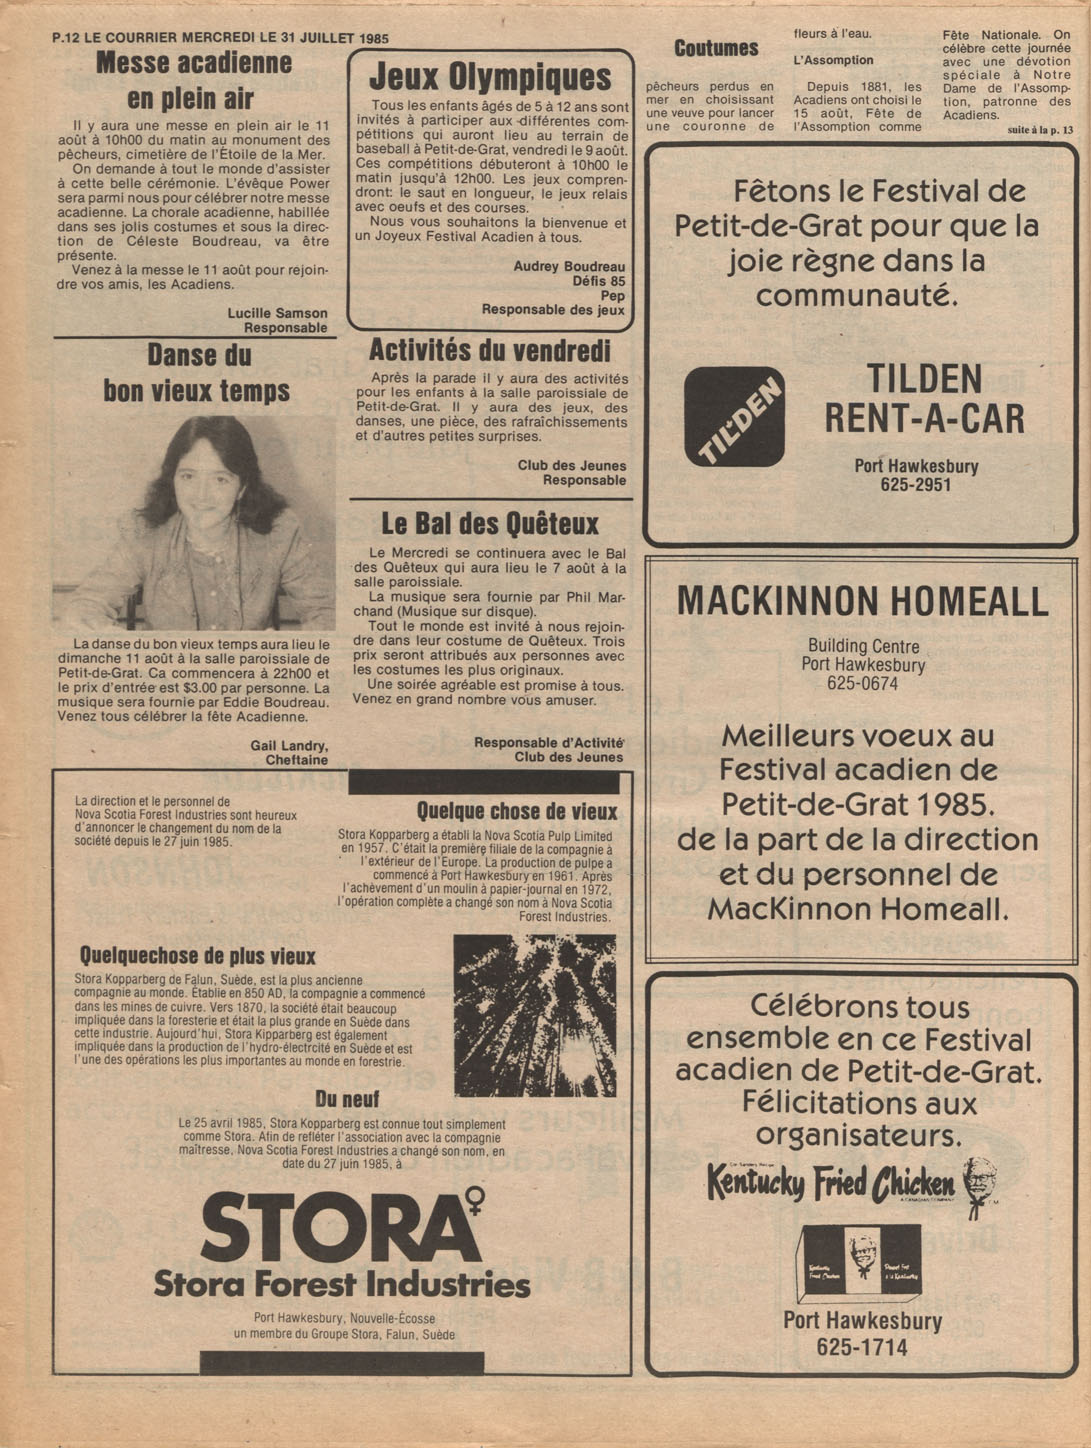 P.12 LE COURRIER MERCREDI LE 31 JUILLET 1985
Messe acadienne
en plein air
Il y aura une messe en plein air le 11
août à 10h00 du matin au monument des
pêcheurs, cimetière de l'Étoile de la Mer.
On demande à tout le monde d'assister
à cette belle cérémonie. L'évêque Power
sera parmi nous pour célébrer notre messe
acadienne. La chorale acadienne, habillée
dans ses jolis costumes et sous la direc-
tion de Céleste Boudreau, va être
présente.
Venez à la messe le 11 août pour rejoin-
dre vos amis, les Acadiens.
Lucille Samson
Responsable
Danse du
bon vieux temps
La danse du bon vieux temps aura lieu le
dimanche 11 août à la salle paroissiale de
Petit-de-Grat. Ca commencera à 22h00 et
le prix d'entrée est $3.00 par personne. La
musique sera fournie par Eddie Boudreau.
Venez tous célébrer la fête Acadienne.
Gail Landry,
Cheftaine
Jeux Olympiques
Tous les enfants âgés de 5 à 12 ans sont
invités à participer aux différentes com-
pétitions qui auront lieu au terrain de
baseball à Petit-de-Grat, vendredi le 9 août.
Ces compétitions débuteront à 10h00 le
matin jusqu'à 12h00. Les jeux compren-
dront: le saut en longueur, le jeux relais
avec oeufs et des courses.
Nous vous souhaitons la bienvenue et
un Joyeux Festival Acadien à tous.
Audrey Boudreau
Défis 85
Pep
Responsable des jeux
Activités du vendredi
Après la parade il y aura des activités
pour les enfants à la salle paroissiale de
Petit-de-Grat. Il y aura des jeux, des
danses, une pièce, des rafraîchissements
et d'autres petites surprises.
Club des Jeunes
Responsable
Le Bal des Quêteux
Le Mercredi se continuera avec le Bal
des Quêteux qui aura lieu le 7 août à la
salle paroissiale.
La musique sera fournie par Phil Mar-
chand (Musique sur disque).
Tout le monde est invité à nous rejoin-
dre dans leur costume de Quêteux. Trois
prix seront attribués aux personnes avec
les costumes les plus originaux.
Une soirée agréable est promise à tous.
Venez en grand nombre vous amuser.
Responsable d'Activité
Club des Jeunes
Coutumes
pêcheurs perdus en
mer en choisissant
une veuve pour lancer
une couronne de
fleurs à l'eau.
L'Assomption
Depuis 1881, les
Acadiens ont choisi le
15 août, Fête de
l'Assomption comme
Fête Nationale. On
célèbre cette journée
avec une dévotion
spéciale à Notre
Dame de l'Assomp-
tion, patronne des
Acadiens.
suite à la p. 13
Fêtons le Festival de
Petit-de-Grat pour que la
joie règne dans la
communauté.
TILDEN
TILDEN
RENT-A-CAR
Port Hawkesbury
625-2951
MACKINNON HOMEALL
Building Centre
Port Hawkesbury
625-0674
Meilleurs voeux au
Festival acadien de
Petit-de-Grat 1985.
de la part de la direction
et du personnel de
MacKinnon Homeall.
Célébrons tous
ensemble en ce Festival
acadien de Petit-de-Grat.
Félicitations aux
organisateurs.
Kentucky Fried Chicken
A CANADIAN COMPANY
Kentucky
Fried Chicken
Port Hawkesbury
625-1714
La direction et le personnel de
Nova Scotia Forest Industries sont heureux
d'annoncer le changement du nom de la
société depuis le 27 juin 1985.
Quelque chose de vieux
Stora Kopparberg a établi la Nova Scotia Pulp Limited
en 1957. C'était la première filiale de la compagnie à
l'extérieur de l'Europe. La production de pulpe a
commencé à Port Hawkesbury en 1961. Après
l'achèvement d'un moulin à papier-journal en 1972,
l'opération complète a changé son nom à Nova Scotia
Forest Industries.
Quelquechose de plus vieux
Stora Kopparberg de Falun, Suède, est la plus ancienne
compagnie au monde. Établie en 850 AD, la compagnie a commencé
dans les mines de cuivre. Vers 1870, la société était beaucoup
impliquée dans la foresterie et était la plus grande en Suède dans
cette industrie. Aujourd'hui, Stora Kipparberg est également
impliquée dans la production de l'hydro-électrcité en Suède et est
l'une des opérations les plus importantes au monde en forestrie.
Du neuf
Le 25 avril 1985, Stora Kopparberg est connue tout simplement
comme Stora. Afin de refléter l'association avec la compagnie
maîtresse, Nova Scotia Forest Industries a changé son nom, en
date du 27 juin 1985, à
STORA
Stora Forest Industries
Port Hawkesbury, Nouvelle-Écosse
un membre du Groupe Stora, Falun, Suède